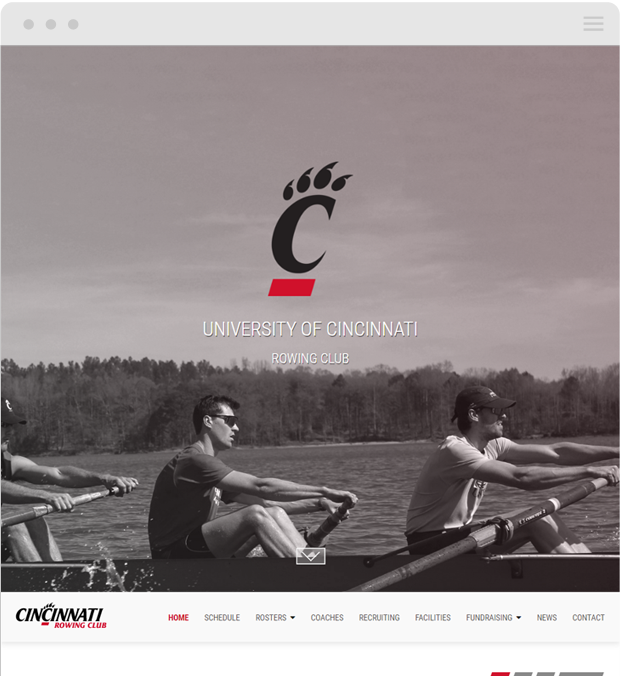 C
UNIVERSITY OF CINCINNATI
ROWING CLUB
CINCINNATI
ROWING CLUB
HOME SCHEDULE ROSTERS COACHES RECRUITING FACILITIES FUNDRAISING NEWS CONTACT